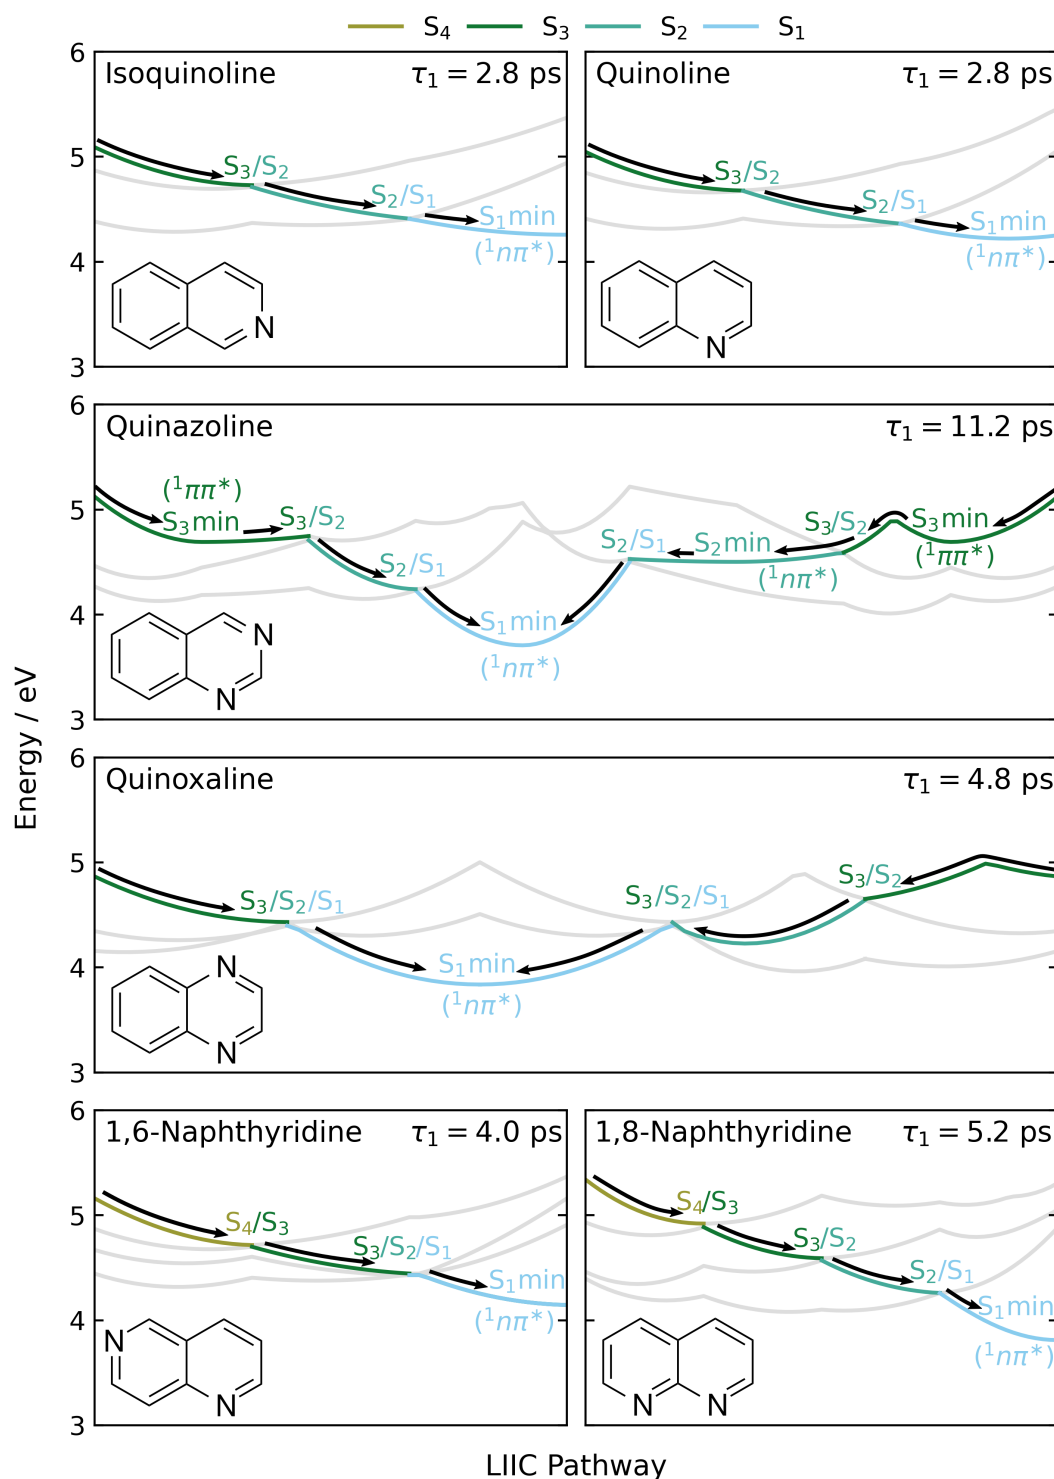 S₄ S₃ S₂ S₁
Isoquinoline τ₁ = 2.8 ps
S₃/S₂
S₂/S₁
S₁min
(¹nπ*)
N
Quinoline τ₁ = 2.8 ps
S₃/S₂
S₂/S₁
S₁min
(¹nπ*)
N
6
5
4
3
Quinazoline τ₁ = 11.2 ps
(¹ππ*)
S₃min
S₃/S₂
S₂/S₁
S₁min
(¹nπ*)
S₂/S₁
S₂min
(¹nπ*)
S₃/S₂
S₃min
(¹ππ*)
N
N
6
5
4
3
Energy / eV
Quinoxaline τ₁ = 4.8 ps
S₃/S₂/S₁
S₁min
(¹nπ*)
S₃/S₂/S₁
S₃/S₂
N
N
6
5
4
3
1,6-Naphthyridine τ₁ = 4.0 ps
S₄/S₃
S₃/S₂/S₁
S₁min
(¹nπ*)
N
N
1,8-Naphthyridine τ₁ = 5.2 ps
S₄/S₃
S₃/S₂
S₂/S₁
S₁min
(¹nπ*)
N N
6
5
4
3
LIIC Pathway